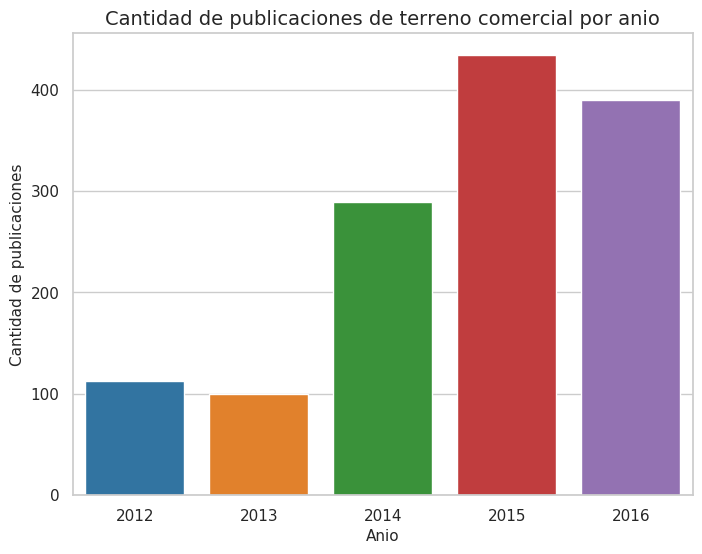 Cantidad de publicaciones de terreno comercial por anio
Cantidad de publicaciones
400
300
200
100
0
2012 2013 2014 2015 2016
Anio